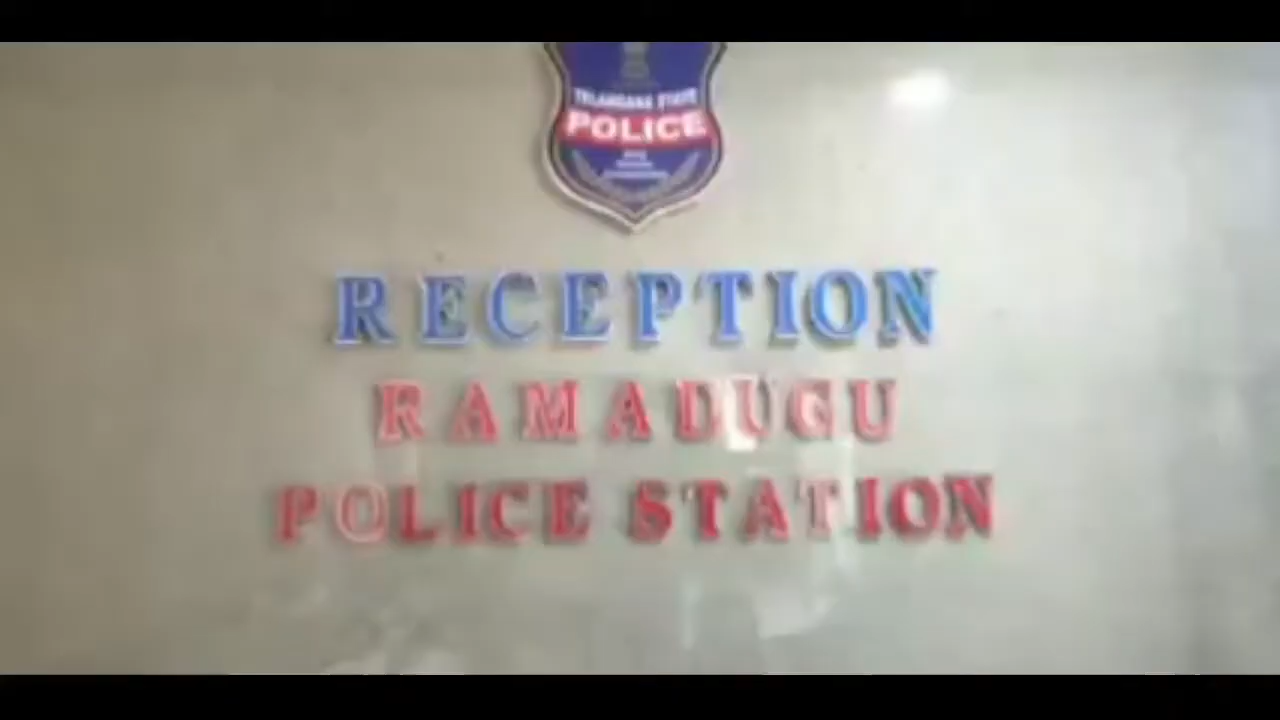 TELANGANA STATE
POLICE
RECEPTION
RAMADUGU
POLICE STATION